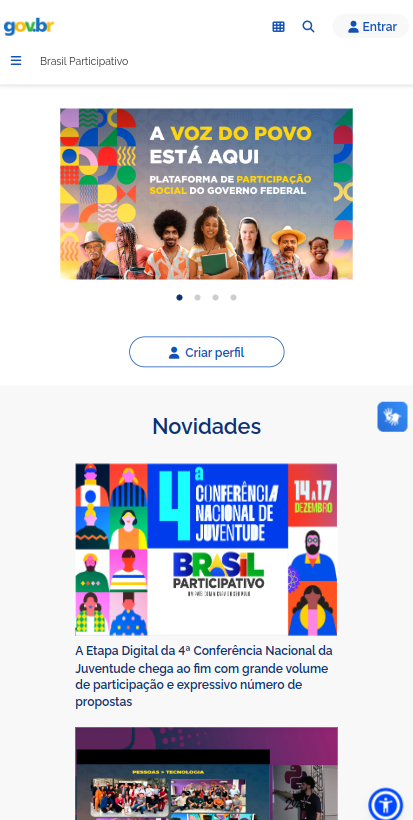 gov.br
Entrar
Brasil Participativo
A VOZ DO POVO
ESTÁ AQUI
PLATAFORMA DE PARTICIPAÇÃO
SOCIAL DO GOVERNO FEDERAL
Criar perfil
Novidades
4ª
CONFERÊNCIA
NACIONAL DE
JUVENTUDE
14 A 17
DEZEMBRO
BRASIL
PARTICIPATIVO
A Etapa Digital da 4ª Conferência Nacional da
Juventude chega ao fim com grande volume
de participação e expressivo número de
propostas
PESSOAS > TECNOLOGIA